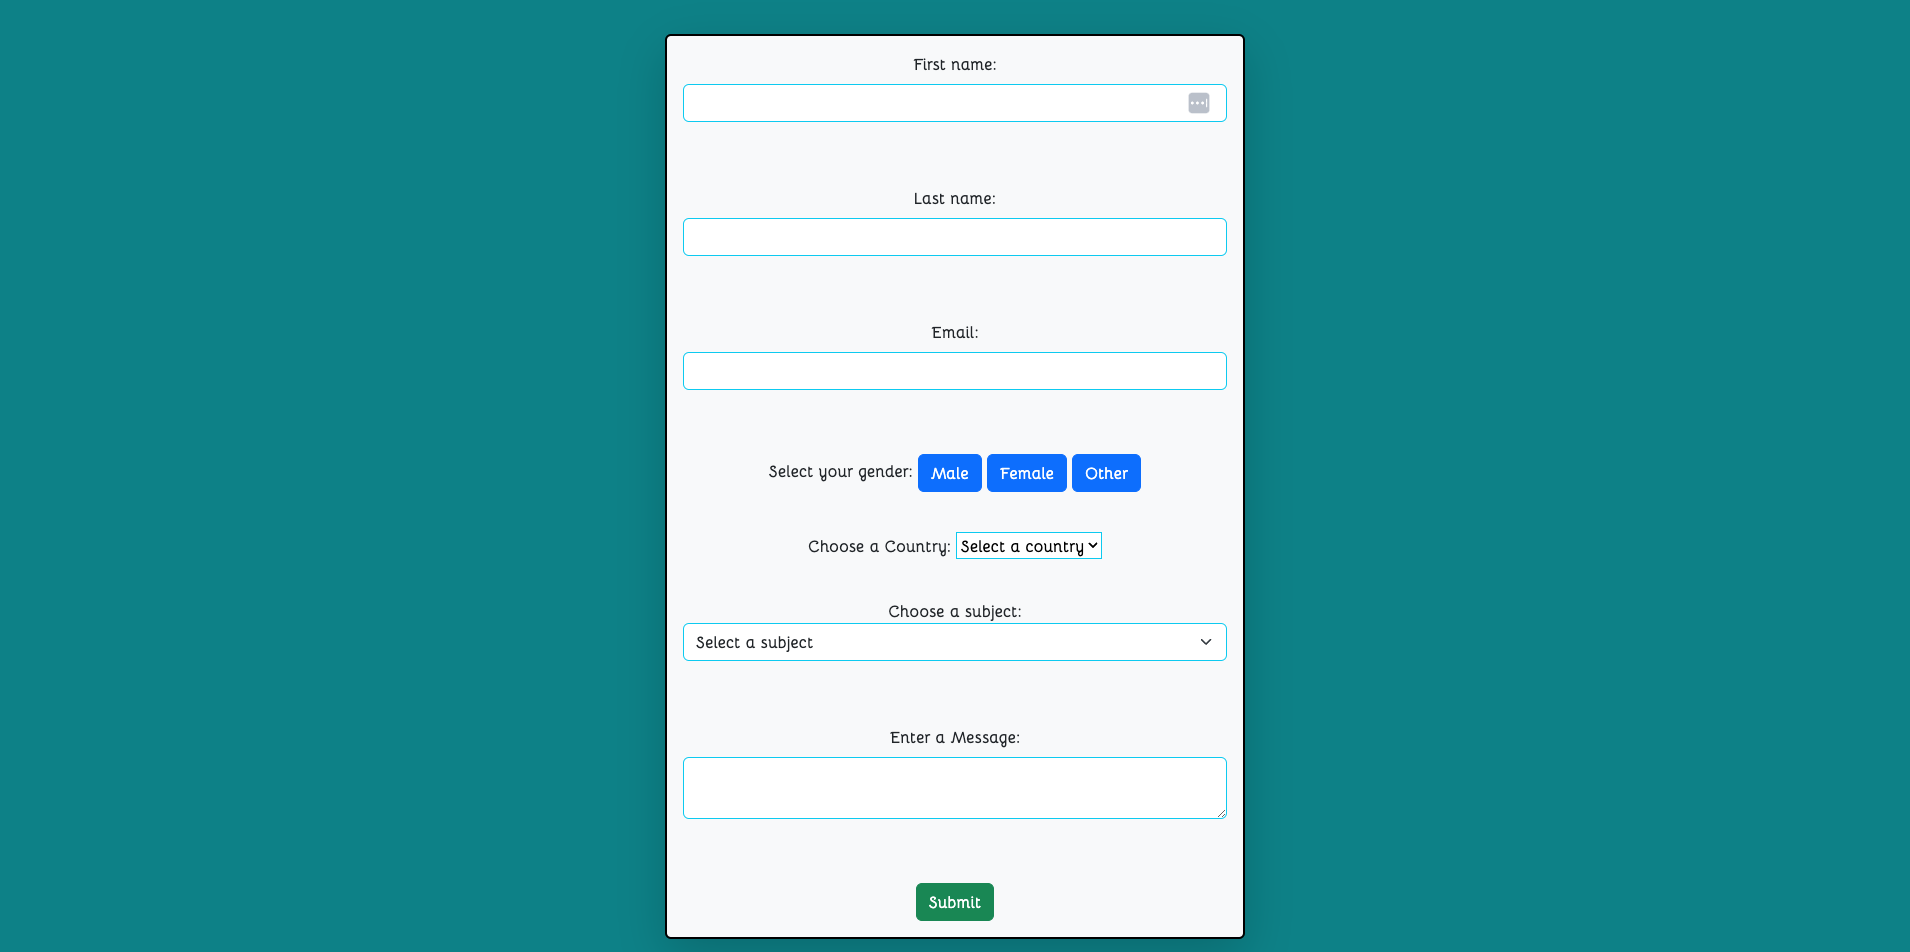 First name:
Last name:
Email:
Select your gender: Male Female Other
Choose a Country: Select a country
Choose a subject:
Select a subject
Enter a Message:
Submit